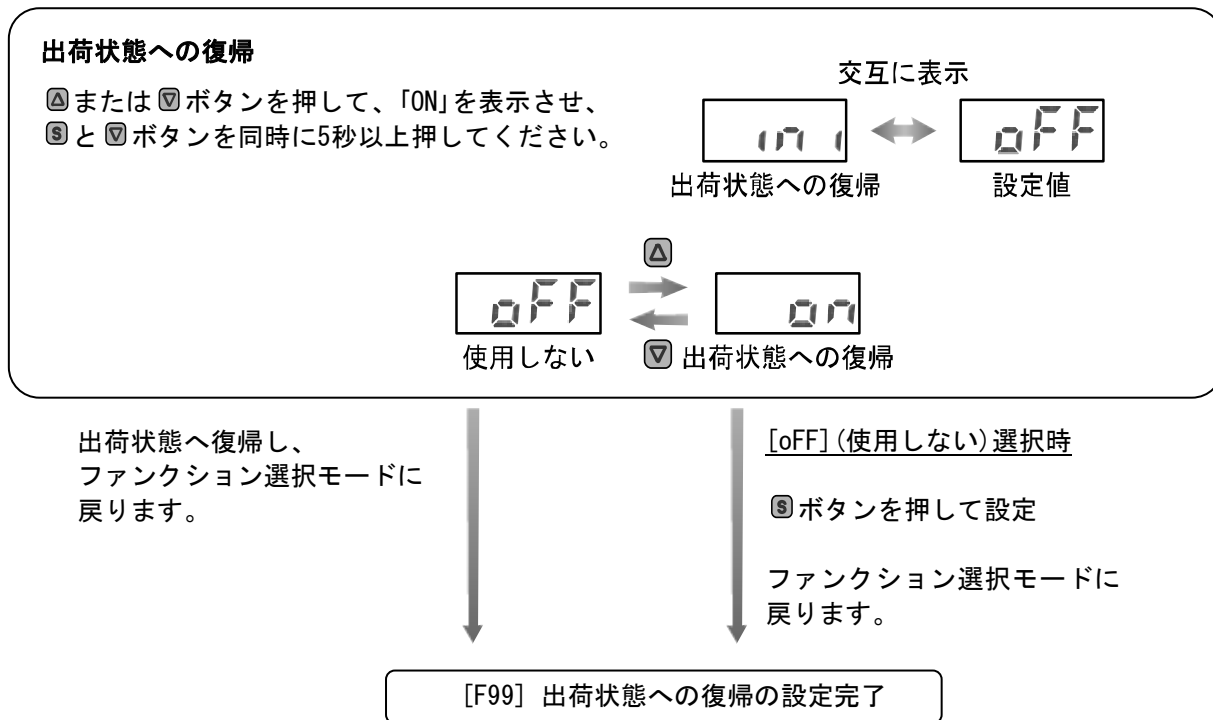 出荷状態への復帰
△または▽ボタンを押して、「ON」を表示させ、
Sと▽ボタンを同時に5秒以上押してください。
交互に表示
ini
oFF
出荷状態への復帰
設定値
△
oFF
on
使用しない
▽ 出荷状態への復帰
出荷状態へ復帰し、
ファンクション選択モードに
戻ります。
[oFF](使用しない)選択時
Sボタンを押して設定
ファンクション選択モードに
戻ります。
[F99] 出荷状態への復帰の設定完了